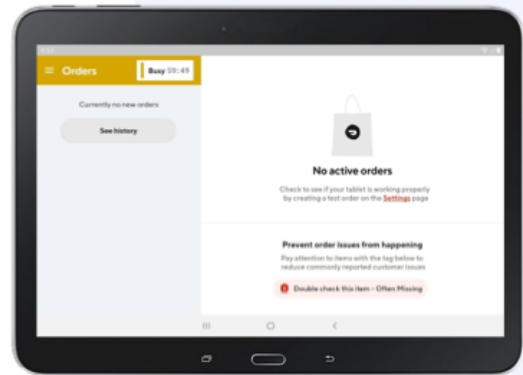 Orders
Busy 59:49
Currently no new orders
See history
No active orders
Check to see if your tablet is working properly
by creating a test order on the Settings page
Prevent order issues from happening
Pay attention to items with the tag below to
reduce commonly reported customer issues
Double check this item - Often Missing